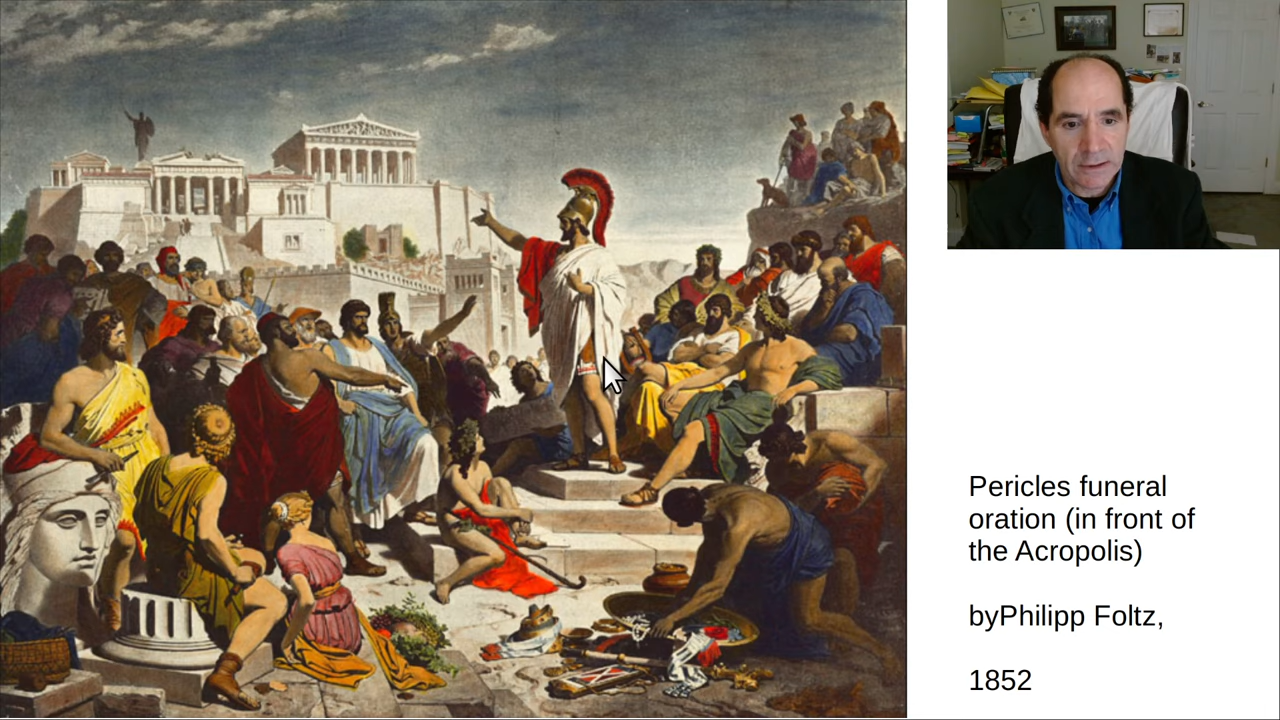 Pericles funeral
oration (in front of
the Acropolis)
byPhilipp Foltz,
1852